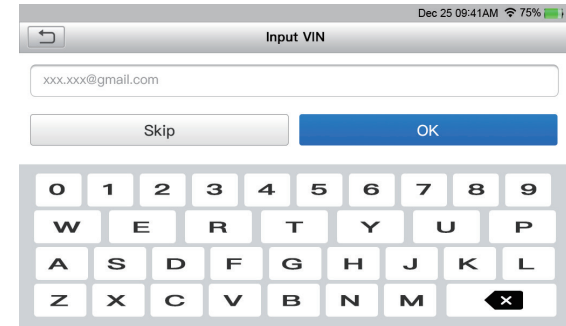 Dec 25 09:41AM 75%
Input VIN
xxx.xxx@gmail.com
Skip OK
0 1 2 3 4 5 6 7 8 9
W E R T Y U P
A S D F G H J K L
Z X C V B N M